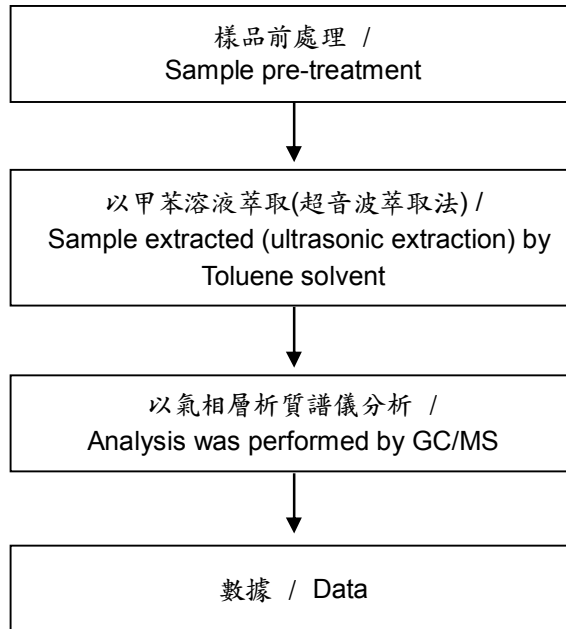 樣品前處理 /
Sample pre-treatment
以甲苯溶液萃取(超音波萃取法) /
Sample extracted (ultrasonic extraction) by
Toluene solvent
以氣相層析質譜儀分析 /
Analysis was performed by GC/MS
數據 / Data